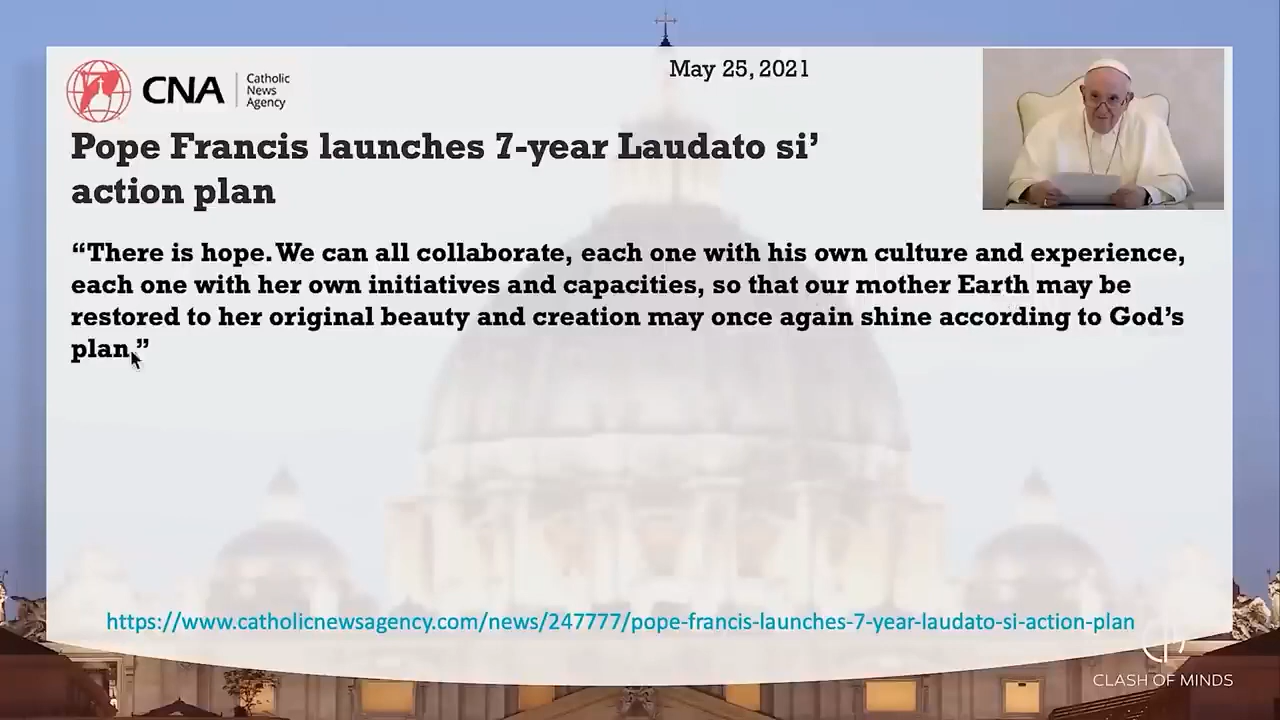 CNA
Catholic
News
Agency
May 25, 2021
Pope Francis launches 7-year Laudato si’
action plan
“There is hope. We can all collaborate, each one with his own culture and experience,
each one with her own initiatives and capacities, so that our mother Earth may be
restored to her original beauty and creation may once again shine according to God’s
plan.”
https://www.catholicnewsagency.com/news/247777/pope-francis-launches-7-year-laudato-si-action-plan
CLASH OF MINDS